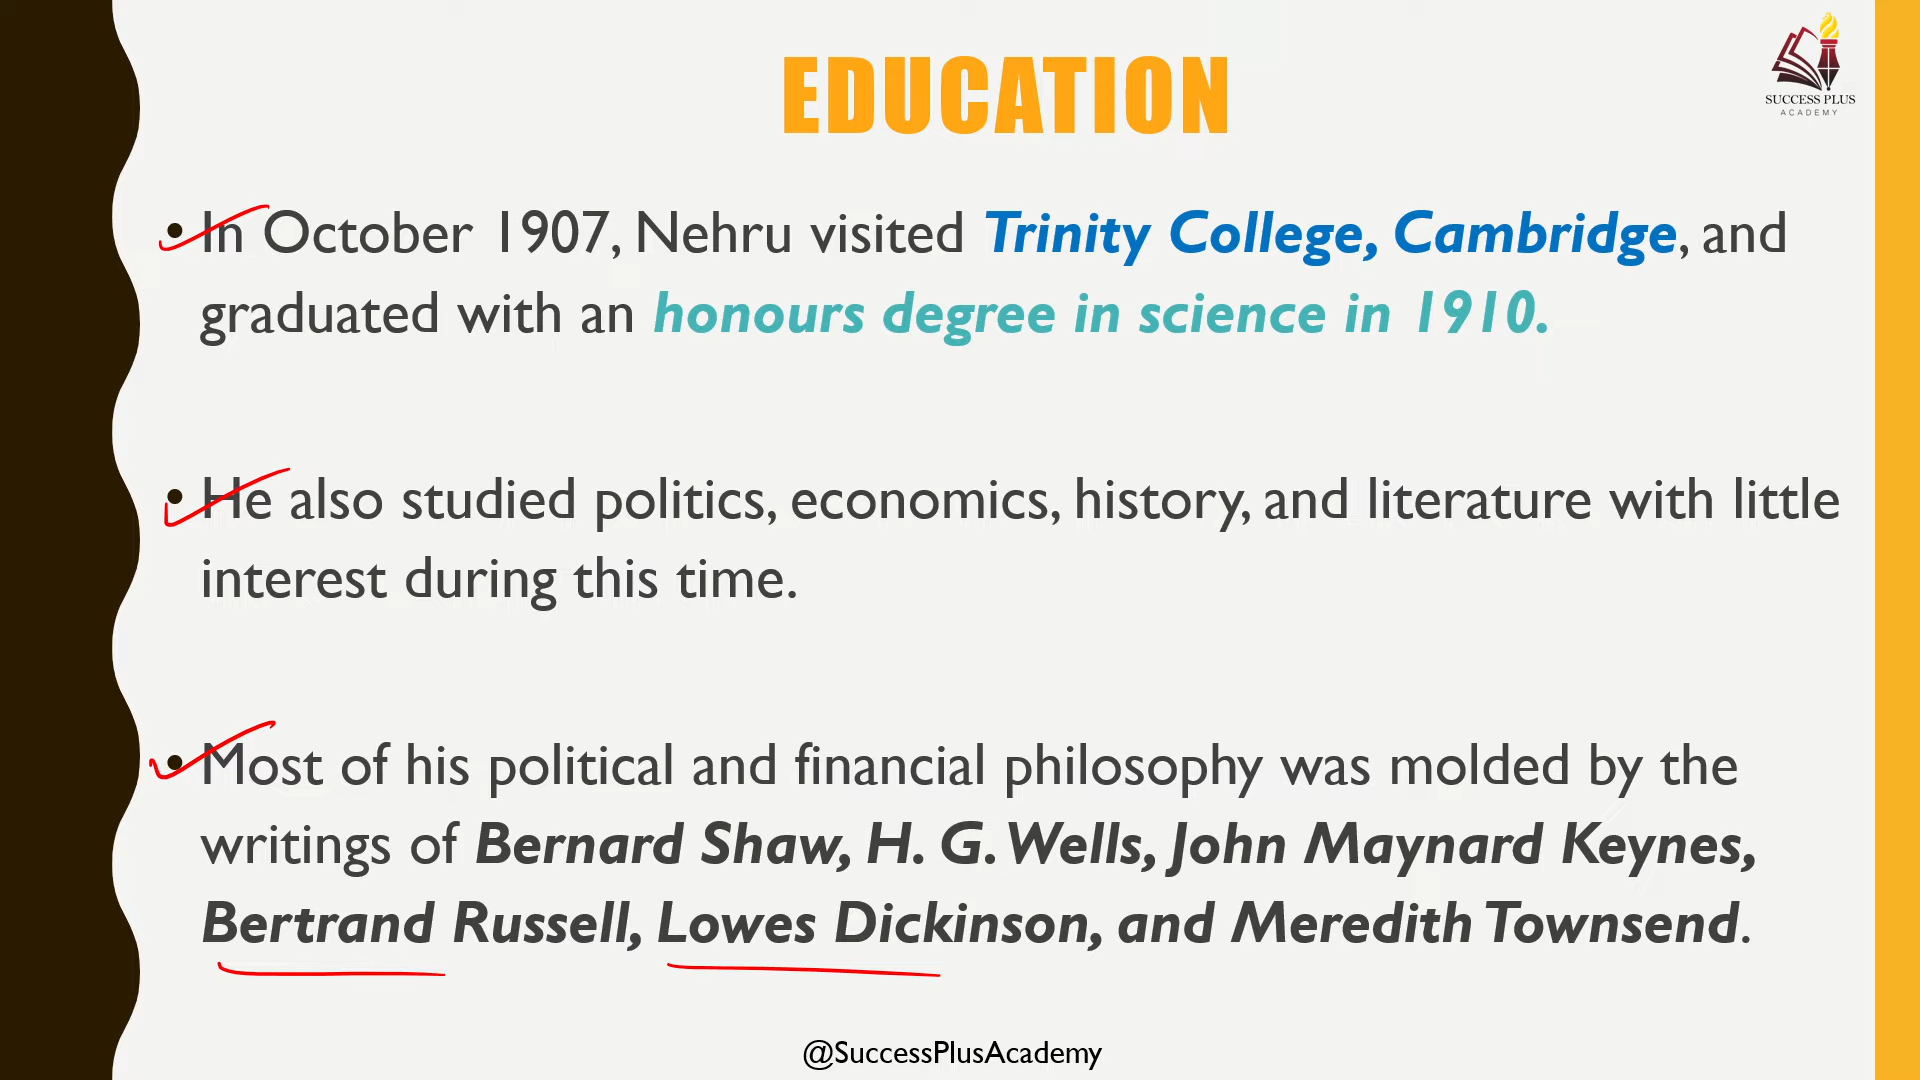 EDUCATION
SUCCESS PLUS
ACADEMY
• In October 1907, Nehru visited Trinity College, Cambridge, and
graduated with an honours degree in science in 1910.
• He also studied politics, economics, history, and literature with little
interest during this time.
• Most of his political and financial philosophy was molded by the
writings of Bernard Shaw, H. G. Wells, John Maynard Keynes,
Bertrand Russell, Lowes Dickinson, and Meredith Townsend.
@SuccessPlusAcademy